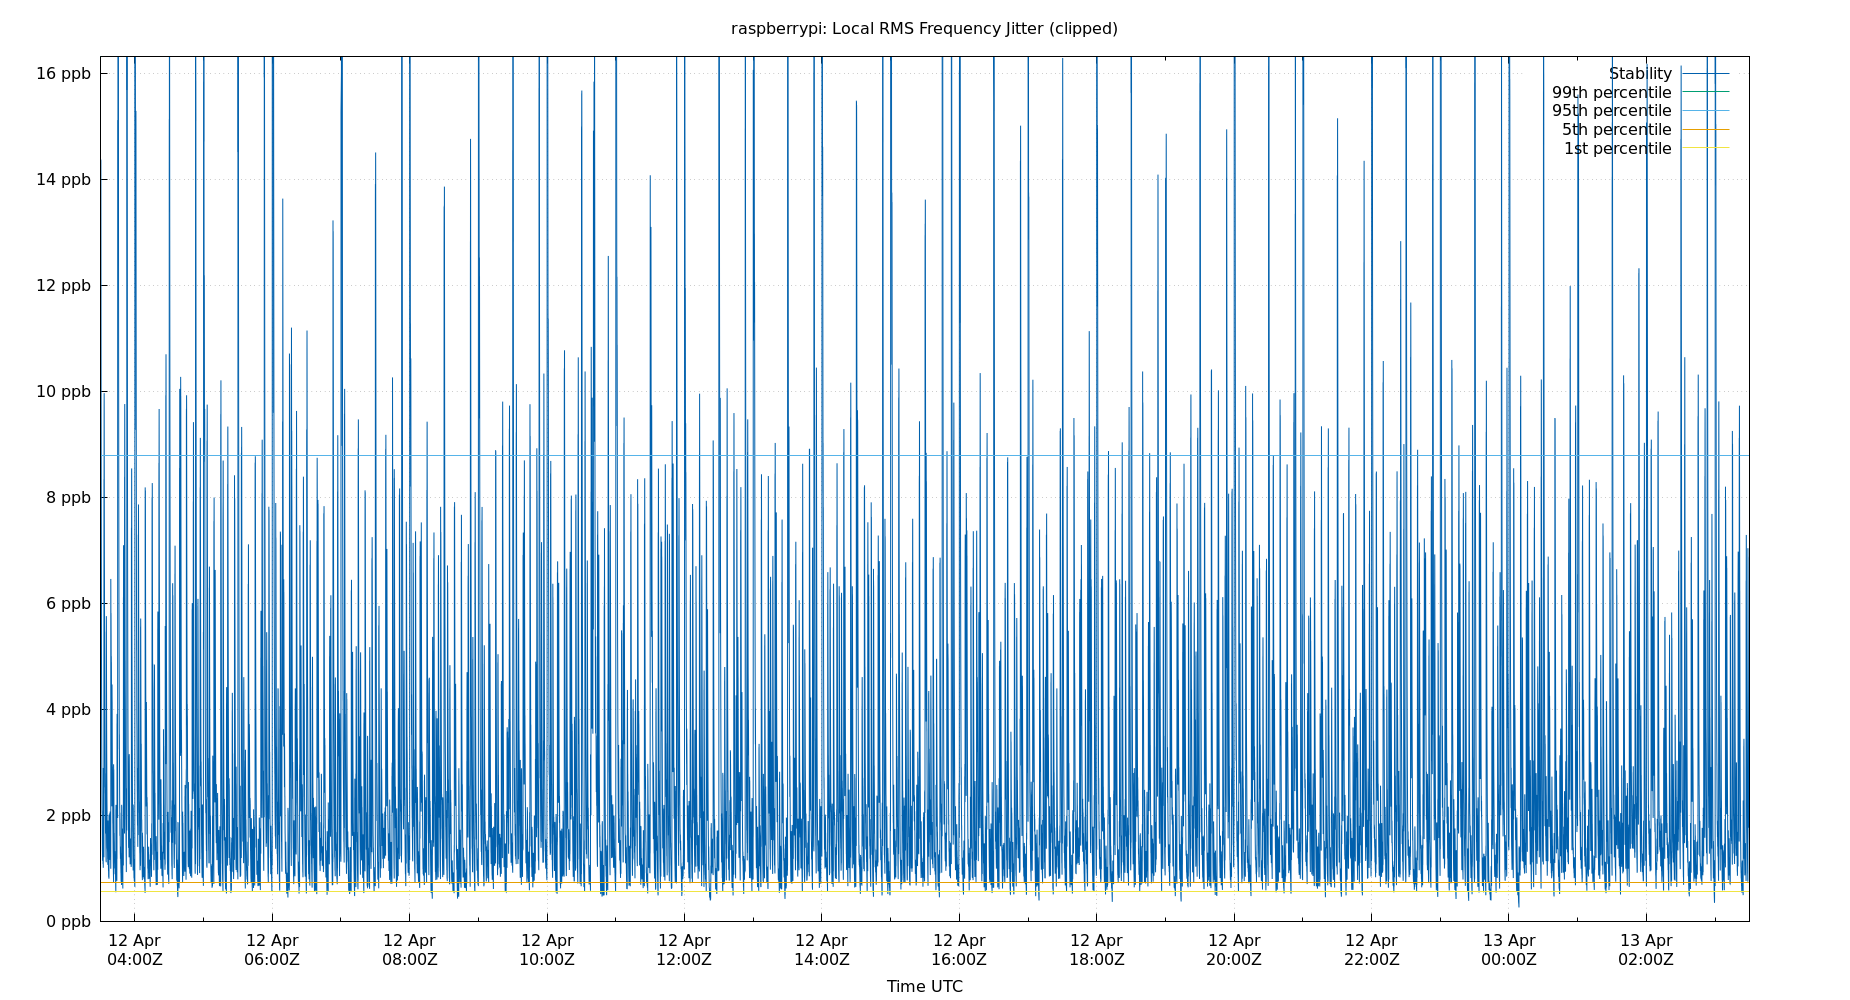 raspberrypi: Local RMS Frequency Jitter (clipped)
16 ppb
14 ppb
12 ppb
10 ppb
8 ppb
6 ppb
4 ppb
2 ppb
0 ppb
Stability
99th percentile
95th percentile
5th percentile
1st percentile
12 Apr 12 Apr 12 Apr 12 Apr 12 Apr 12 Apr 12 Apr 12 Apr 12 Apr 12 Apr 13 Apr 13 Apr
04:00Z 06:00Z 08:00Z 10:00Z 12:00Z 14:00Z 16:00Z 18:00Z 20:00Z 22:00Z 00:00Z 02:00Z
Time UTC